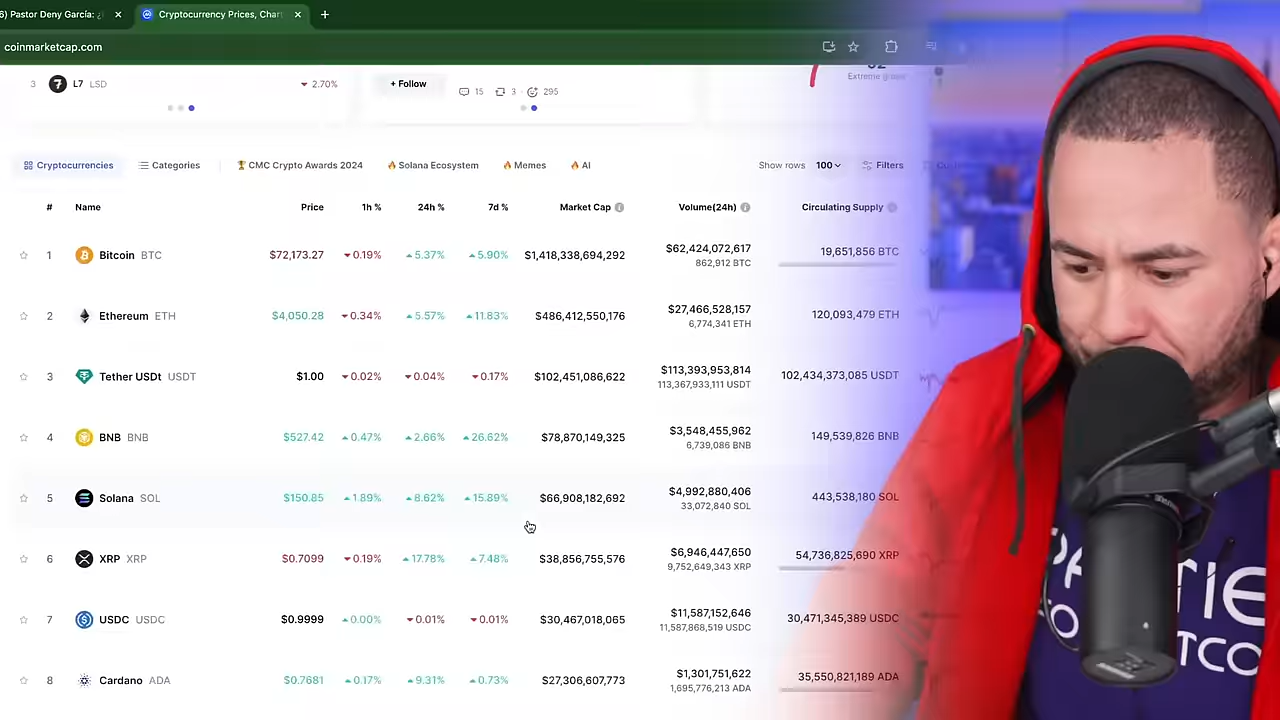 6) Pastor Deny García: ¿
Cryptocurrency Prices, Char
coinmarketcap.com
3 L7 LSD 2.70%
+ Follow
15 3 295
Extreme
Cryptocurrencies Categories CMC Crypto Awards 2024 Solana Ecosystem Memes AI Show rows 100 Filters
# Name Price 1h % 24h % 7d % Market Cap Volume(24h) Circulating Supply
1 Bitcoin BTC $72,173.27 0.19% 5.37% 5.90% $1,418,338,694,292 $62,424,072,617 19,651,856 BTC
862,912 BTC
2 Ethereum ETH $4,050.28 0.34% 5.57% 11.83% $486,412,550,176 $27,466,528,157 120,093,479 ETH
6,774,341 ETH
3 Tether USDt USDT $1.00 0.02% 0.04% 0.17% $102,451,086,622 $113,393,953,814 102,434,373,085 USDT
113,367,933,111 USDT
4 BNB BNB $527.42 0.47% 2.66% 26.62% $78,870,149,325 $3,548,455,962 149,539,826 BNB
6,739,086 BNB
5 Solana SOL $150.85 1.89% 8.62% 15.89% $66,908,182,692 $4,992,880,406 443,538,180 SOL
33,072,840 SOL
6 XRP XRP $0.7099 0.19% 17.78% 7.48% $38,856,755,576 $6,946,447,650 54,736,825,690 XRP
9,752,649,343 XRP
7 USDC USDC $0.9999 0.00% 0.01% 0.01% $30,467,018,065 $11,587,152,646 30,471,345,389 USDC
11,587,868,519 USDC
8 Cardano ADA $0.7681 0.17% 9.31% 0.73% $27,306,607,773 $1,301,751,622 35,550,821,189 ADA
1,695,776,213 ADA